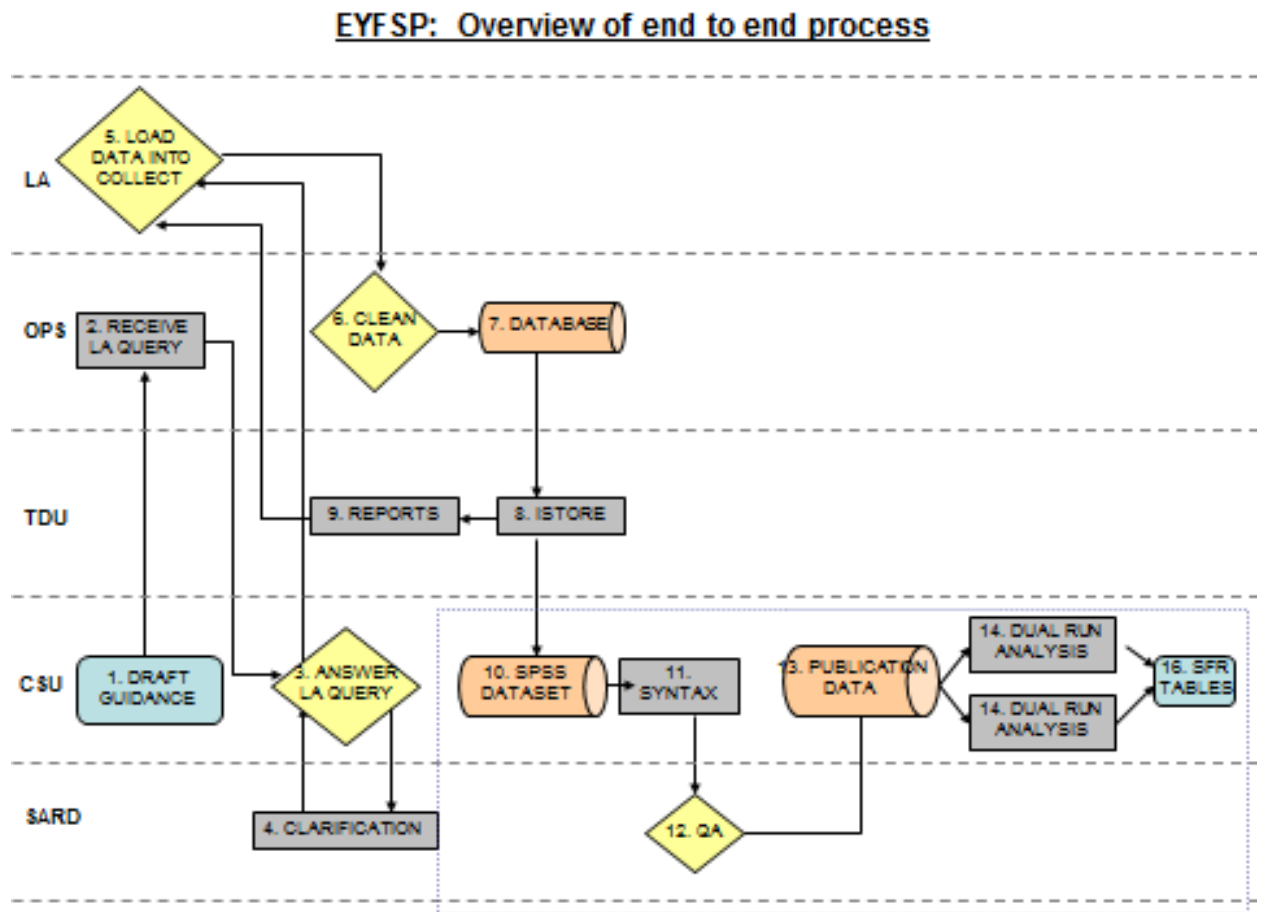 EYFSP: Overview of end to end process
LA
5. LOAD
DATA INTO
COLLECT
OPS
2. RECEIVE
LA QUERY
6. CLEAN
DATA
7. DATABASE
TDU
9. REPORTS
8. ISTORE
CSU
1. DRAFT
GUIDANCE
3. ANSWER
LA QUERY
10. SPSS
DATASET
11.
SYNTAX
13. PUBLICATION
DATA
14. DUAL RUN
ANALYSIS
14. DUAL RUN
ANALYSIS
16. SFR
TABLES
SARD
4. CLARIFICATION
12. QA